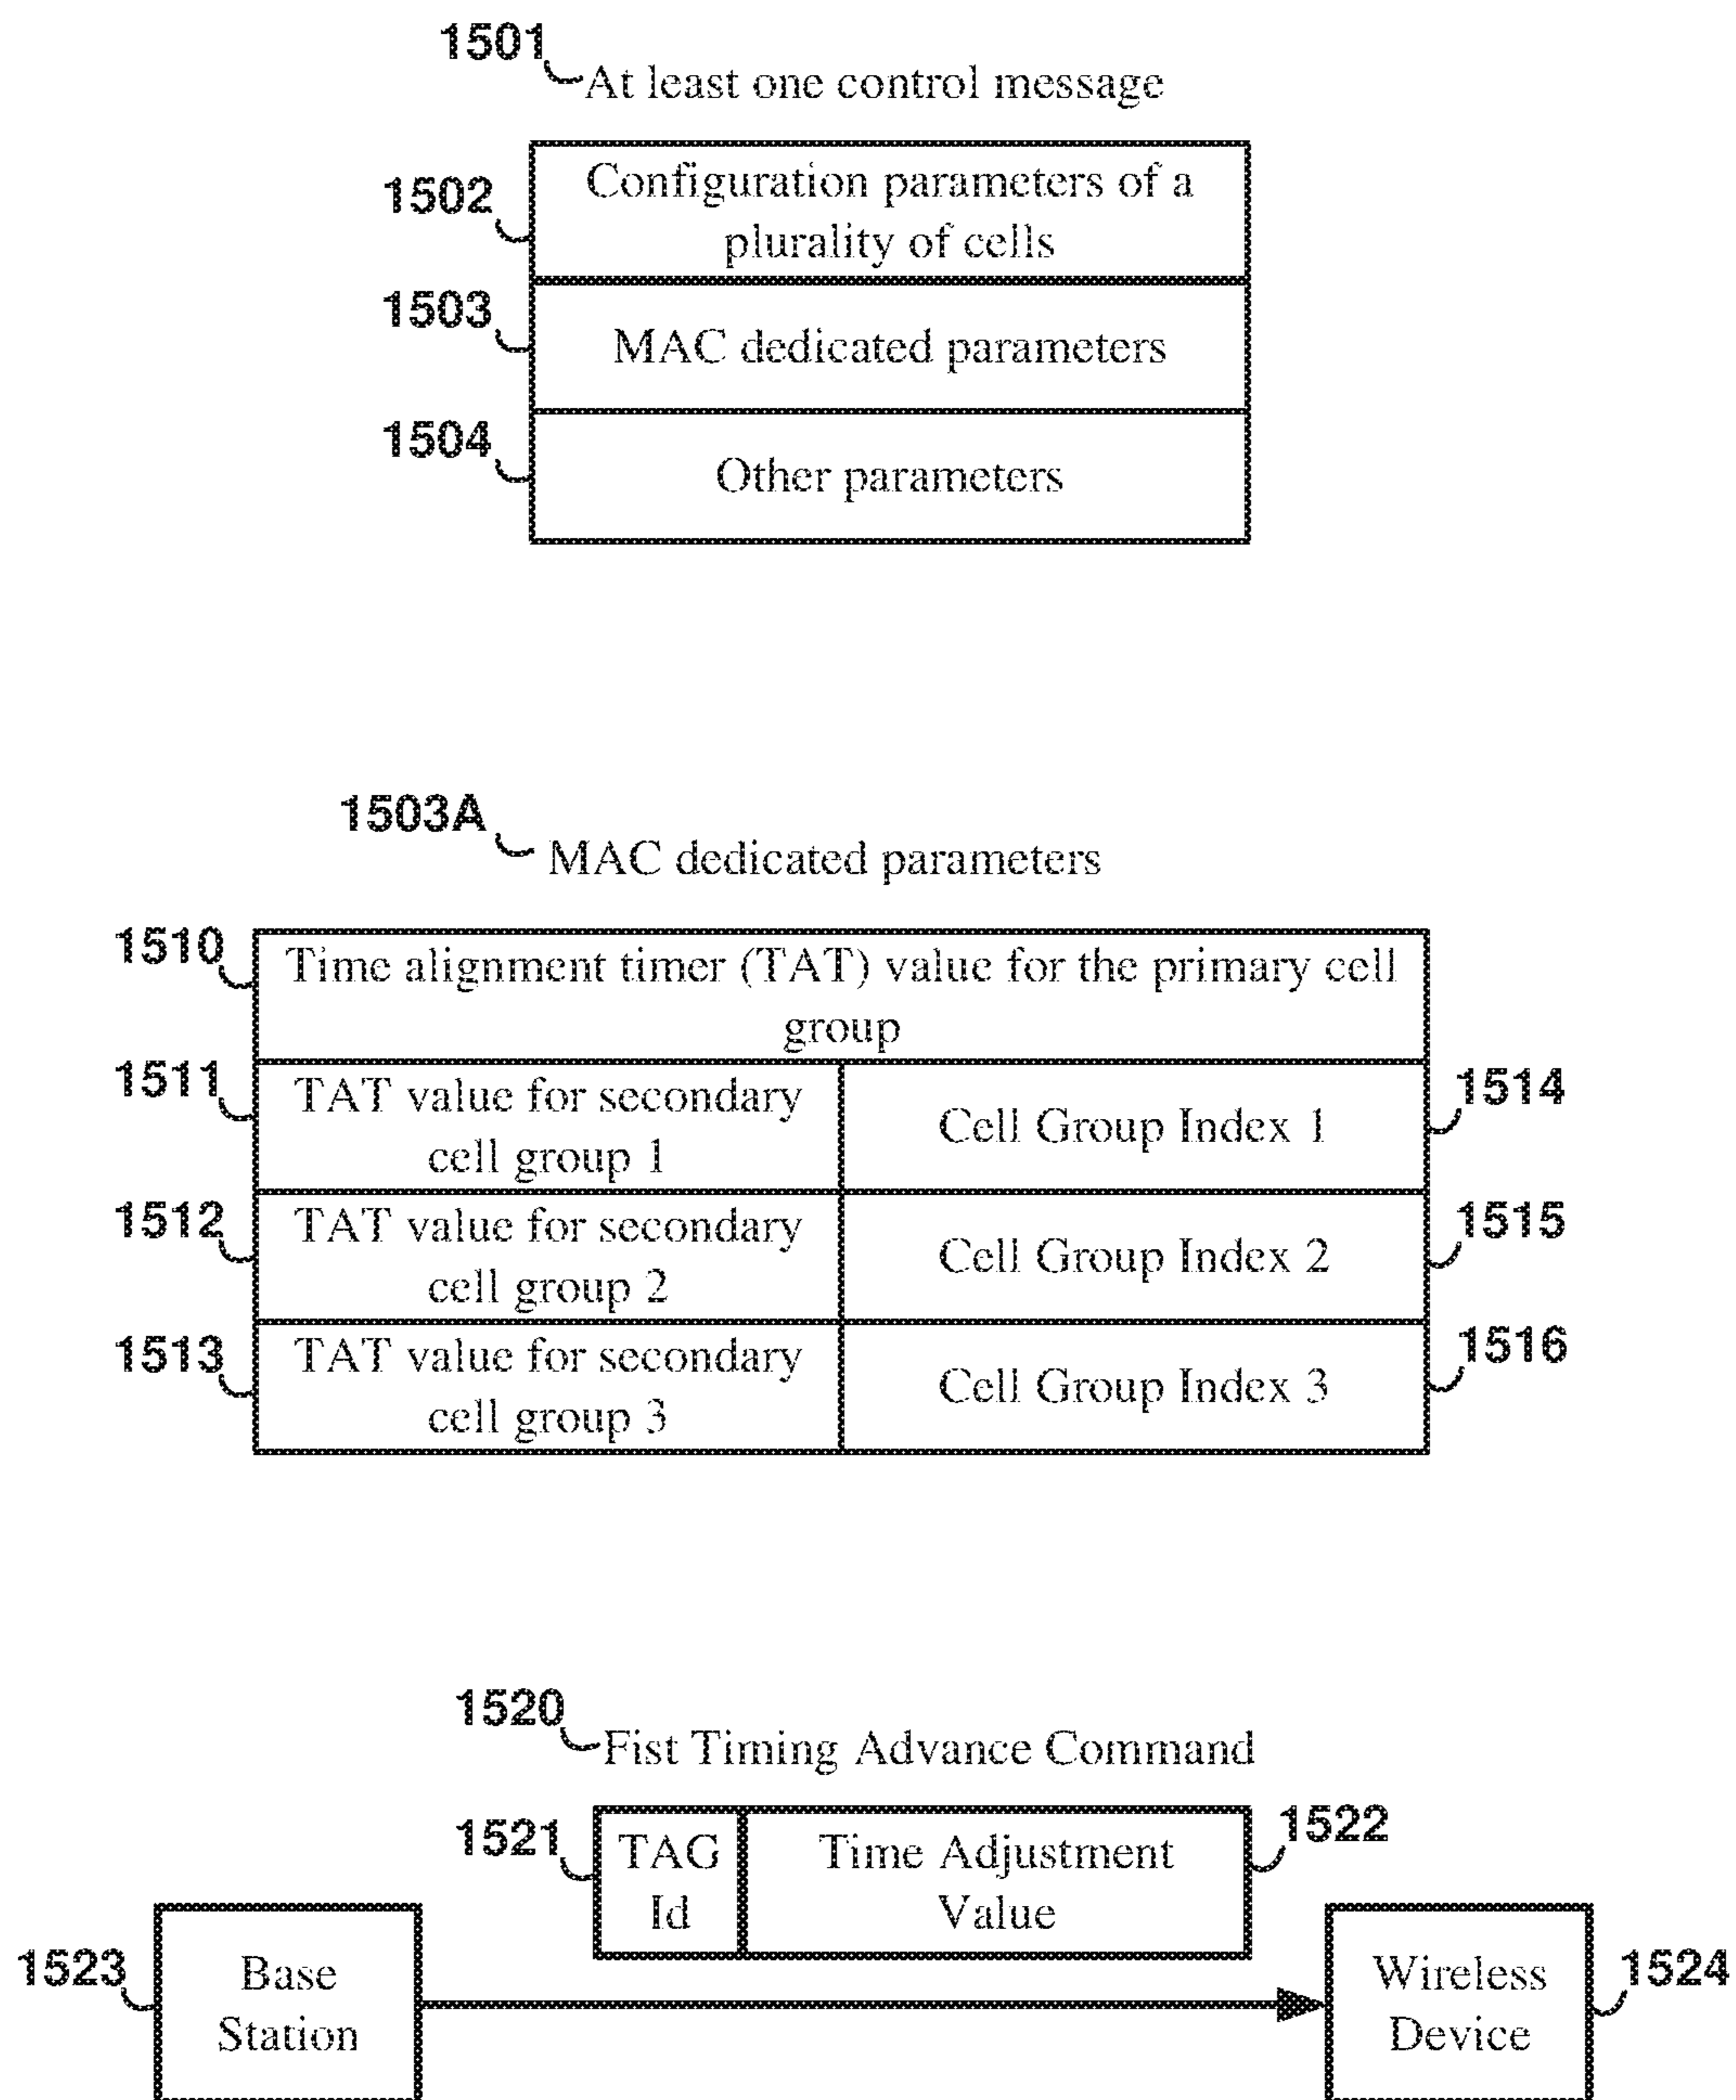 1501
At least one control message
1502
Configuration parameters of a
plurality of cells
1503
MAC dedicated parameters
1504
Other parameters
1503A
MAC dedicated parameters
1510
Time alignment timer (TAT) value for the primary cell
group
1511
TAT value for secondary
cell group 1
Cell Group Index 1
1514
1512
TAT value for secondary
cell group 2
Cell Group Index 2
1515
1513
TAT value for secondary
cell group 3
Cell Group Index 3
1516
1520
Fist Timing Advance Command
1521
TAG
Id
Time Adjustment
Value
1522
1523
Base
Station
Wireless
Device
1524